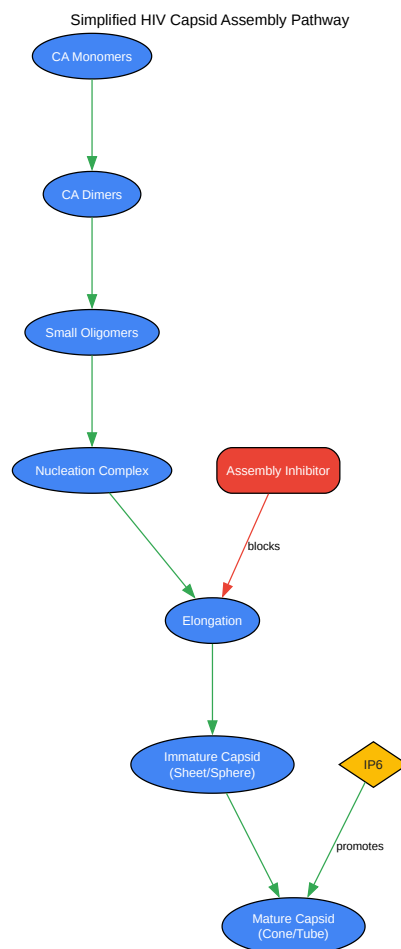 Simplified HIV Capsid Assembly Pathway
CA Monomers
CA Dimers
Small Oligomers
Nucleation Complex
Assembly Inhibitor
blocks
Elongation
Immature Capsid
(Sheet/Sphere)
IP6
promotes
Mature Capsid
(Cone/Tube)